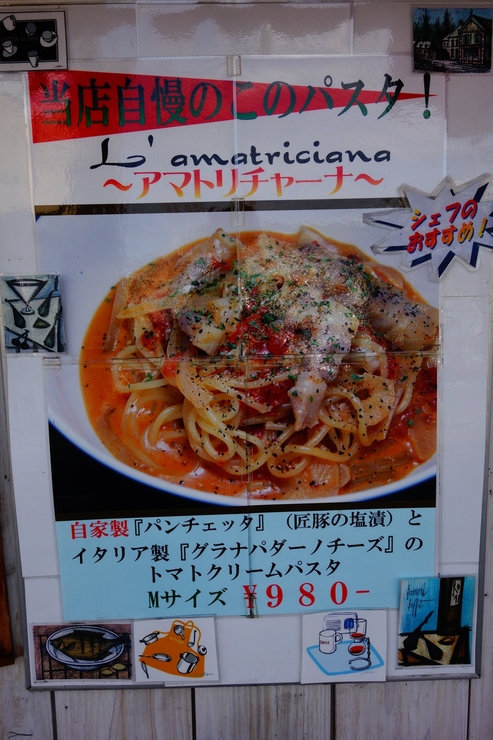 当店自慢のこのパスタ!
L'amatriciana
～アマトリチャーナ～
シェフの
おすすめ!
自家製『パンチェッタ』（匠豚の塩漬）と
イタリア製『グラナパダーノチーズ』の
トマトクリームパスタ
Mサイズ ¥980-